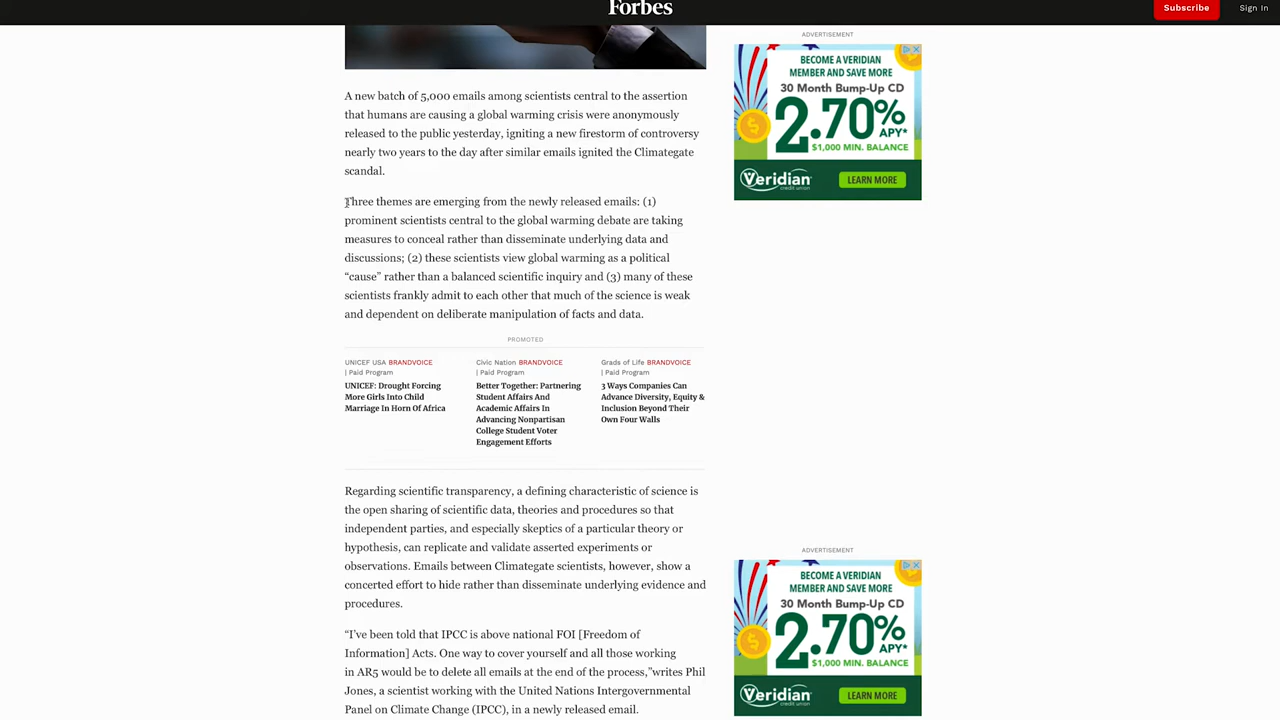 Forbes
Subscribe
Sign In
A new batch of 5,000 emails among scientists central to the assertion
that humans are causing a global warming crisis were anonymously
released to the public yesterday, igniting a new firestorm of controversy
nearly two years to the day after similar emails ignited the Climategate
scandal.
Three themes are emerging from the newly released emails: (1)
prominent scientists central to the global warming debate are taking
measures to conceal rather than disseminate underlying data and
discussions; (2) these scientists view global warming as a political
“cause” rather than a balanced scientific inquiry and (3) many of these
scientists frankly admit to each other that much of the science is weak
and dependent on deliberate manipulation of facts and data.
PROMOTED
UNICEF USA BRANDVOICE
| Paid Program
UNICEF: Drought Forcing
More Girls Into Child
Marriage In Horn Of Africa
Civic Nation BRANDVOICE
| Paid Program
Better Together: Partnering
Student Affairs And
Academic Affairs In
Advancing Nonpartisan
College Student Voter
Engagement Efforts
Grads of Life BRANDVOICE
| Paid Program
3 Ways Companies Can
Advance Diversity, Equity &
Inclusion Beyond Their
Own Four Walls
Regarding scientific transparency, a defining characteristic of science is
the open sharing of scientific data, theories and procedures so that
independent parties, and especially skeptics of a particular theory or
hypothesis, can replicate and validate asserted experiments or
observations. Emails between Climategate scientists, however, show a
concerted effort to hide rather than disseminate underlying evidence and
procedures.
“I’ve been told that IPCC is above national FOI [Freedom of
Information] Acts. One way to cover yourself and all those working
in AR5 would be to delete all emails at the end of the process,”writes Phil
Jones, a scientist working with the United Nations Intergovernmental
Panel on Climate Change (IPCC), in a newly released email.
ADVERTISEMENT
BECOME A VERIDIAN
MEMBER AND SAVE MORE
30 Month Bump-Up CD
2.70% APY*
$1,000 MIN. BALANCE
Veridian credit union
LEARN MORE
ADVERTISEMENT
BECOME A VERIDIAN
MEMBER AND SAVE MORE
30 Month Bump-Up CD
2.70% APY*
$1,000 MIN. BALANCE
Veridian credit union
LEARN MORE